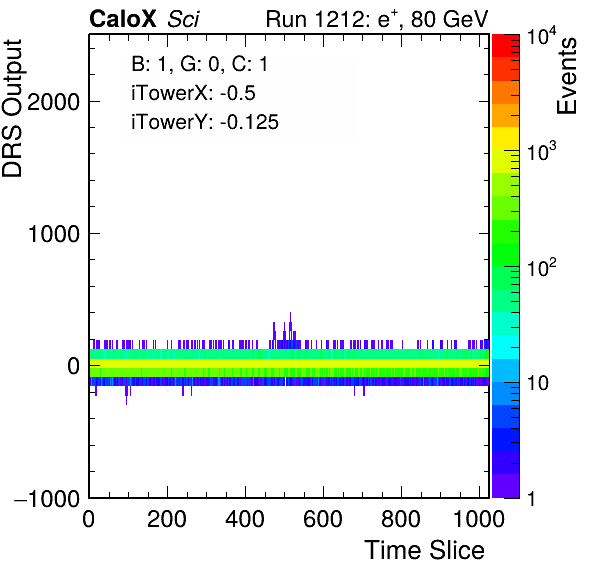 CaloX Sci Run 1212: e+, 80 GeV
B: 1, G: 0, C: 1
iTowerX: -0.5
iTowerY: -0.125
DRS Output
2000
1000
0
−1000
0 200 400 600 800 1000
Time Slice
Events
10^4
10^3
10^2
10
1